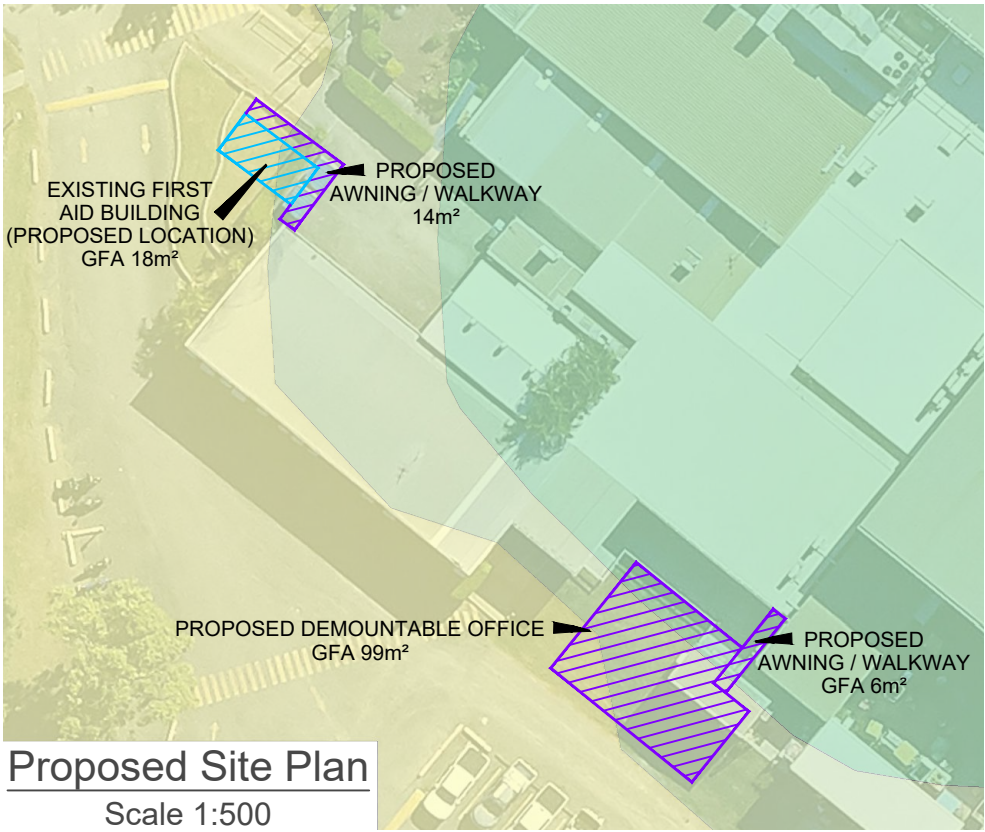 EXISTING FIRST
AID BUILDING
(PROPOSED LOCATION)
GFA 18m²
PROPOSED
AWNING / WALKWAY
14m²
PROPOSED DEMOUNTABLE OFFICE
GFA 99m²
PROPOSED
AWNING / WALKWAY
GFA 6m²
Proposed Site Plan
Scale 1:500